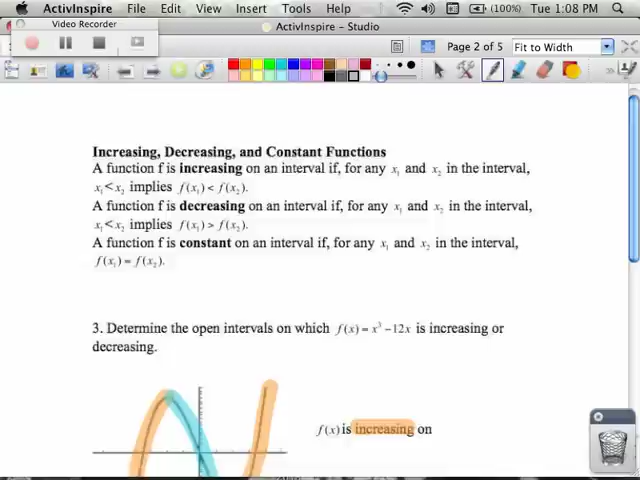 ActivInspire File Edit View Insert Tools Help (100%) Tue 1:08 PM
Video Recorder
ActivInspire - Studio
Page 2 of 5 Fit to Width
Increasing, Decreasing, and Constant Functions
A function f is increasing on an interval if, for any x₁ and x₂ in the interval,
x₁<x₂ implies f(x₁) < f(x₂).
A function f is decreasing on an interval if, for any x₁ and x₂ in the interval,
x₁<x₂ implies f(x₁) > f(x₂).
A function f is constant on an interval if, for any x₁ and x₂ in the interval,
f(x₁) = f(x₂).
3. Determine the open intervals on which f(x) = x³ −12x is increasing or
decreasing.
f(x) is increasing on